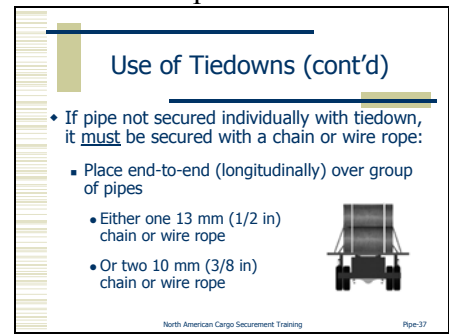 Use of Tiedowns (cont'd)
If pipe not secured individually with tiedown,
it must be secured with a chain or wire rope:
Place end-to-end (longitudinally) over group
of pipes
Either one 13 mm (1/2 in)
chain or wire rope
Or two 10 mm (3/8 in)
chain or wire rope
North American Cargo Securement Training
Pipe-37